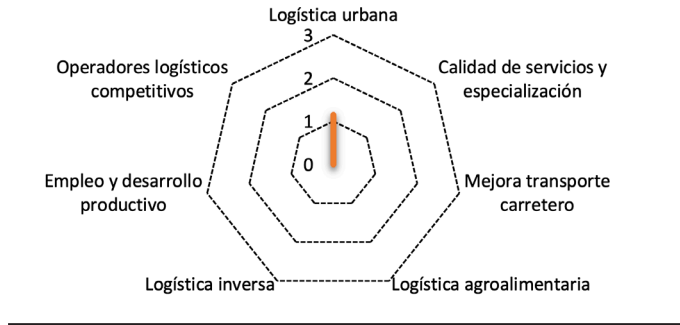 Logística urbana
3
Operadores logísticos
competitivos
Calidad de servicios y
especialización
2
1
0
Empleo y desarrollo
productivo
Mejora transporte
carretero
Logística inversa
Logística agroalimentaria